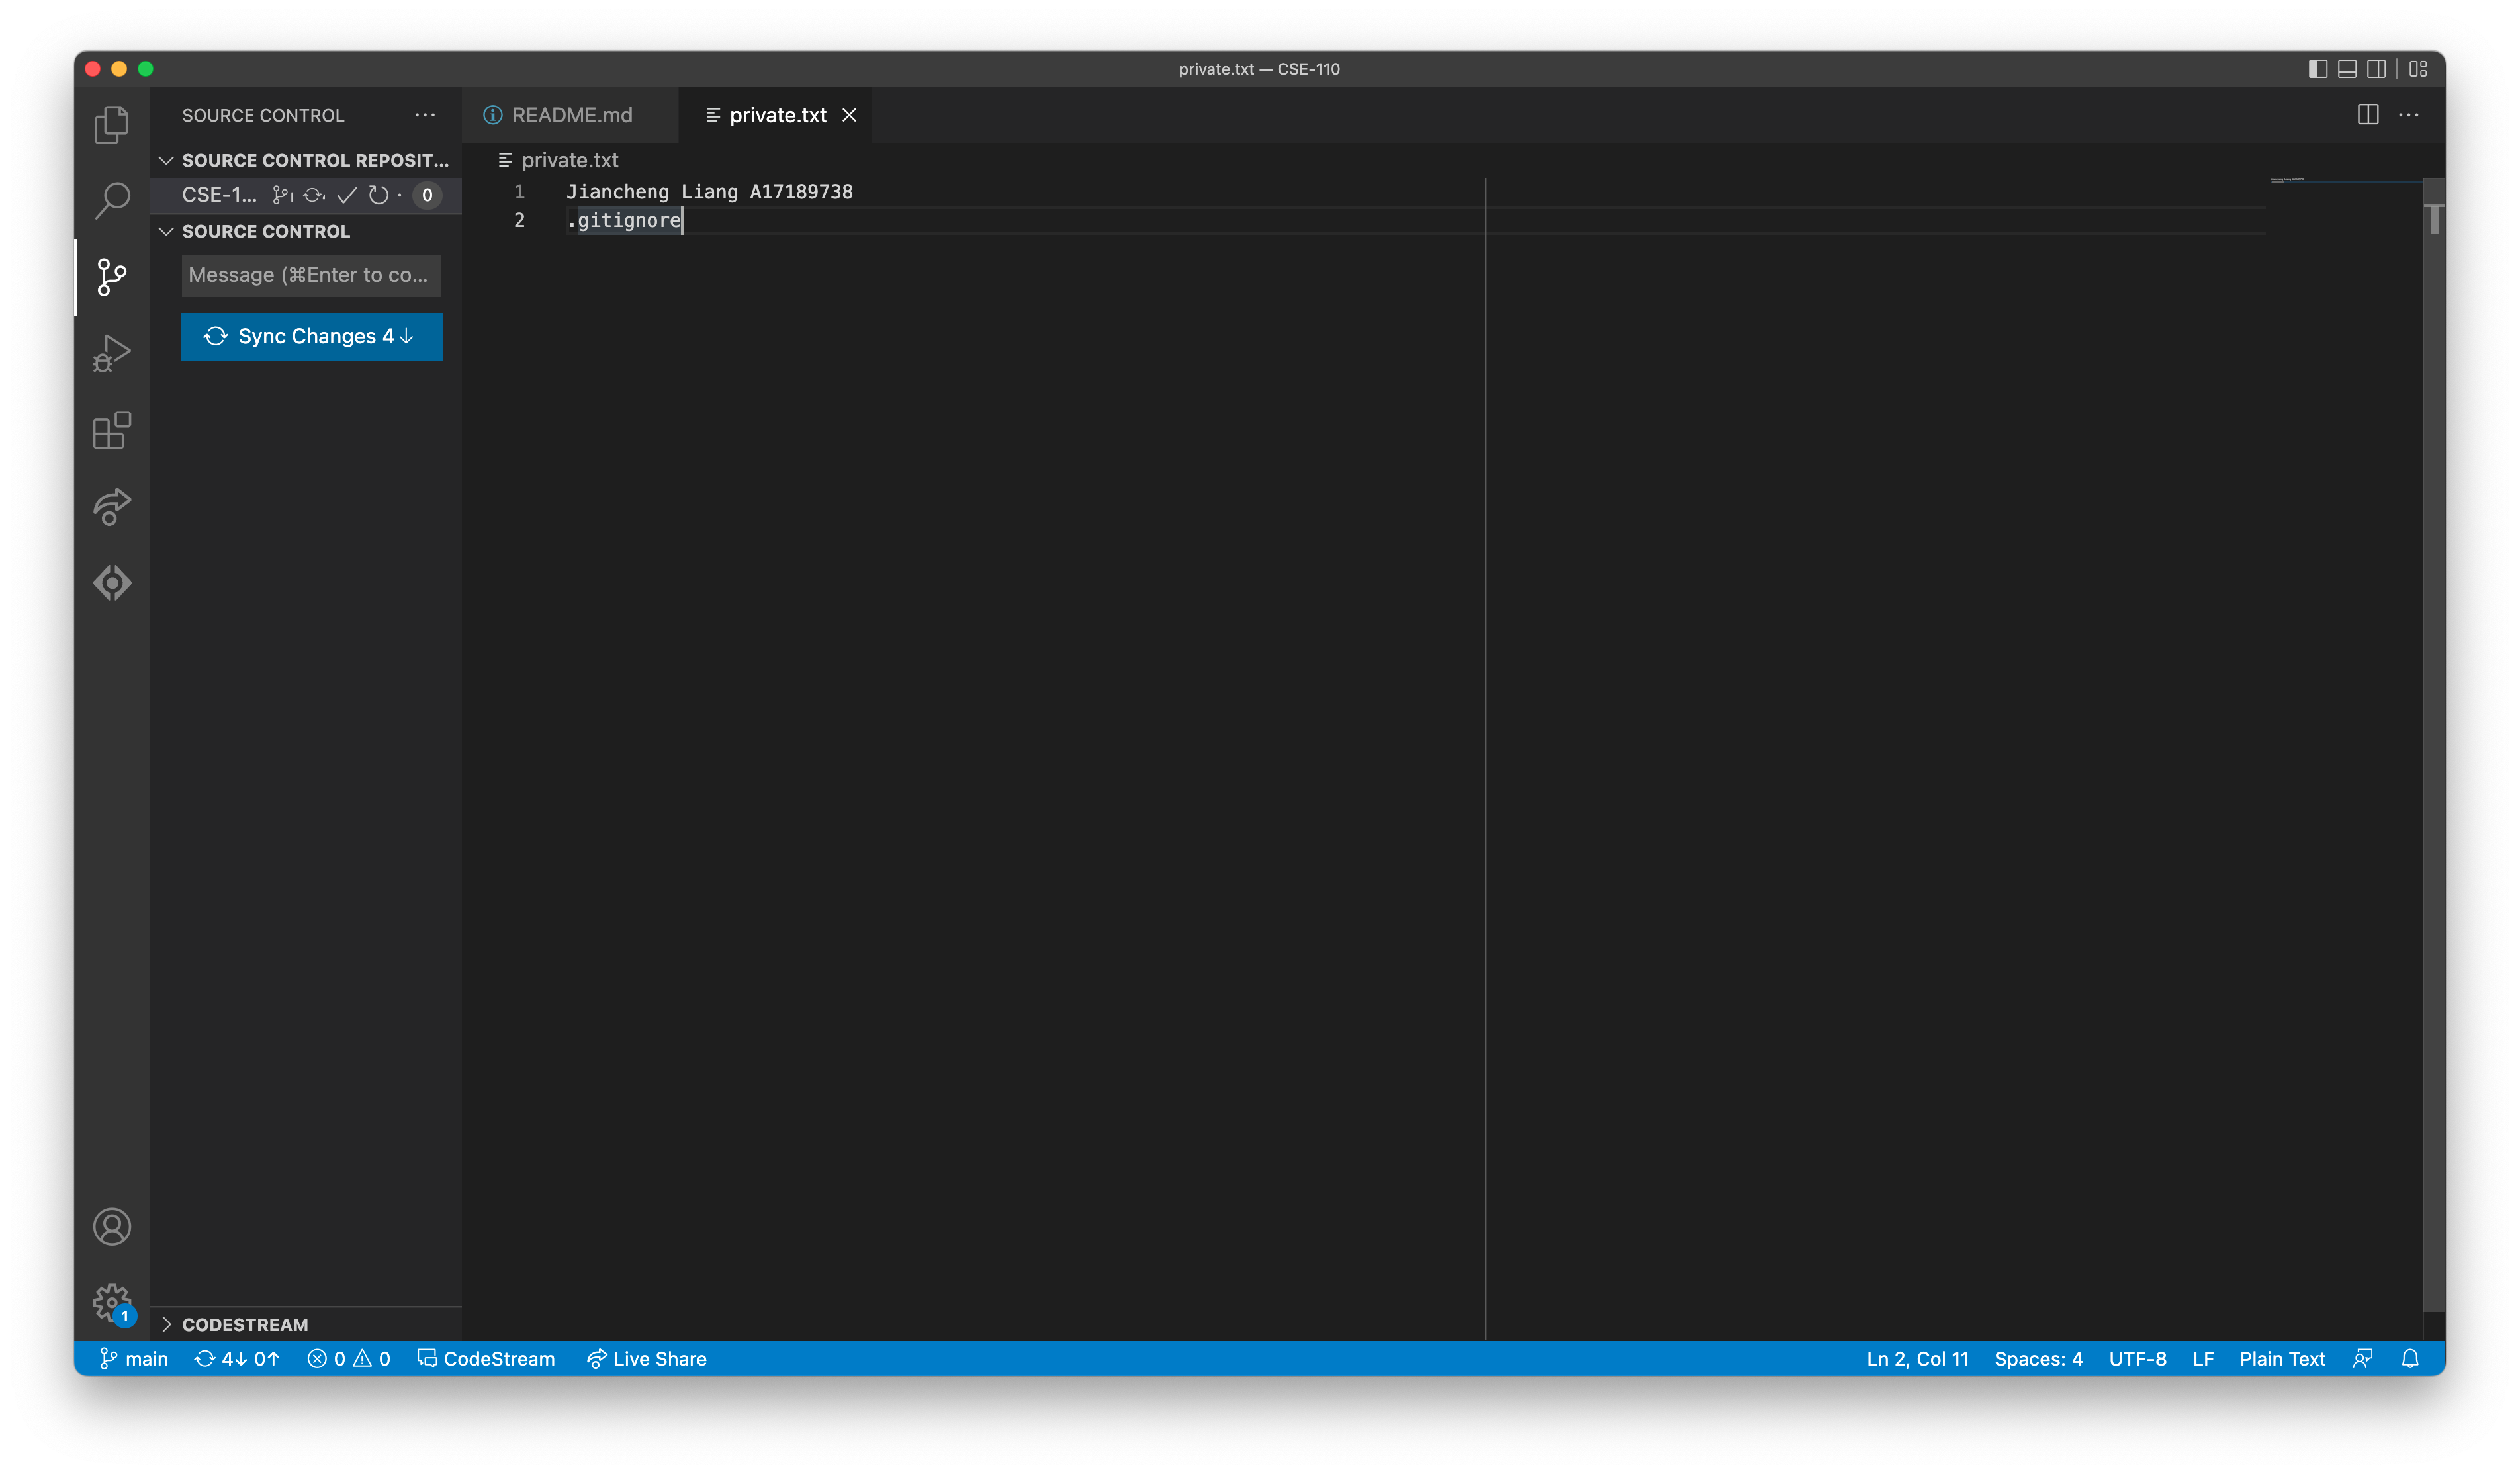 private.txt — CSE-110
SOURCE CONTROL
README.md
private.txt
SOURCE CONTROL REPOSIT...
private.txt
CSE-1...
0
1 Jiancheng Liang A17189738
2 .gitignore
SOURCE CONTROL
Message (⌘Enter to co...
Sync Changes 4↓
1
CODESTREAM
main 4↓ 0↑ 0 0 CodeStream Live Share
Ln 2, Col 11 Spaces: 4 UTF-8 LF Plain Text